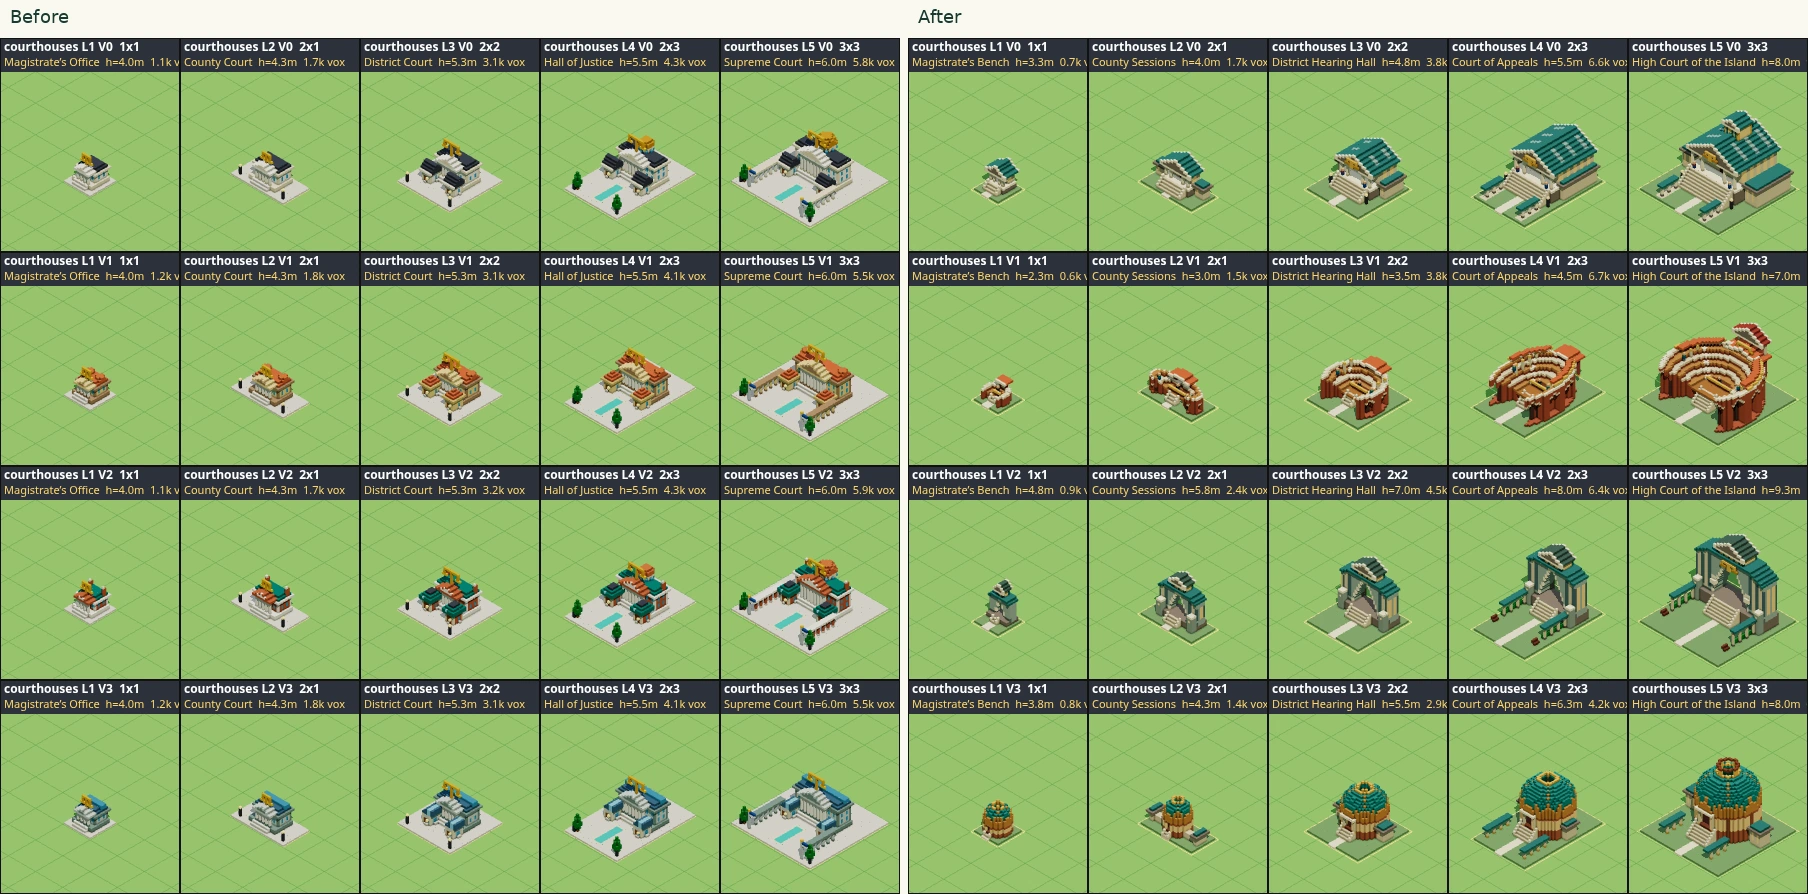 Before
After
courthouses L1 V0 1x1
courthouses L2 V0 2x1
courthouses L3 V0 2x2
courthouses L4 V0 2x3
courthouses L5 V0 3x3
courthouses L1 V0 1x1
courthouses L2 V0 2x1
courthouses L3 V0 2x2
courthouses L4 V0 2x3
courthouses L5 V0 3x3
Magistrate's Office h=4.0m 1.1k v
County Court h=4.3m 1.7k vox
District Court h=5.3m 3.1k vox
Hall of Justice h=5.5m 4.3k vox
Supreme Court h=6.0m 5.8k vox
Magistrate's Bench h=3.3m 0.7k v
County Sessions h=4.0m 1.7k vox
District Hearing Hall h=4.8m 3.8k
Court of Appeals h=5.5m 6.6k vox
High Court of the Island h=8.0m
courthouses L1 V1 1x1
courthouses L2 V1 2x1
courthouses L3 V1 2x2
courthouses L4 V1 2x3
courthouses L5 V1 3x3
courthouses L1 V1 1x1
courthouses L2 V1 2x1
courthouses L3 V1 2x2
courthouses L4 V1 2x3
courthouses L5 V1 3x3
Magistrate's Office h=4.0m 1.2k v
County Court h=4.3m 1.8k vox
District Court h=5.3m 3.1k vox
Hall of Justice h=5.5m 4.1k vox
Supreme Court h=6.0m 5.5k vox
Magistrate's Bench h=2.3m 0.6k v
County Sessions h=3.0m 1.5k vox
District Hearing Hall h=3.5m 3.8k
Court of Appeals h=4.5m 6.7k vox
High Court of the Island h=7.0m
courthouses L1 V2 1x1
courthouses L2 V2 2x1
courthouses L3 V2 2x2
courthouses L4 V2 2x3
courthouses L5 V2 3x3
courthouses L1 V2 1x1
courthouses L2 V2 2x1
courthouses L3 V2 2x2
courthouses L4 V2 2x3
courthouses L5 V2 3x3
Magistrate's Office h=4.0m 1.1k v
County Court h=4.3m 1.7k vox
District Court h=5.3m 3.2k vox
Hall of Justice h=5.5m 4.3k vox
Supreme Court h=6.0m 5.9k vox
Magistrate's Bench h=4.8m 0.9k v
County Sessions h=5.8m 2.4k vox
District Hearing Hall h=7.0m 4.5k
Court of Appeals h=8.0m 6.4k vox
High Court of the Island h=9.3m
courthouses L1 V3 1x1
courthouses L2 V3 2x1
courthouses L3 V3 2x2
courthouses L4 V3 2x3
courthouses L5 V3 3x3
courthouses L1 V3 1x1
courthouses L2 V3 2x1
courthouses L3 V3 2x2
courthouses L4 V3 2x3
courthouses L5 V3 3x3
Magistrate's Office h=4.0m 1.2k v
County Court h=4.3m 1.8k vox
District Court h=5.3m 3.1k vox
Hall of Justice h=5.5m 4.1k vox
Supreme Court h=6.0m 5.5k vox
Magistrate's Bench h=3.8m 0.8k v
County Sessions h=4.3m 1.4k vox
District Hearing Hall h=5.5m 2.9k
Court of Appeals h=6.3m 4.2k vox
High Court of the Island h=8.0m